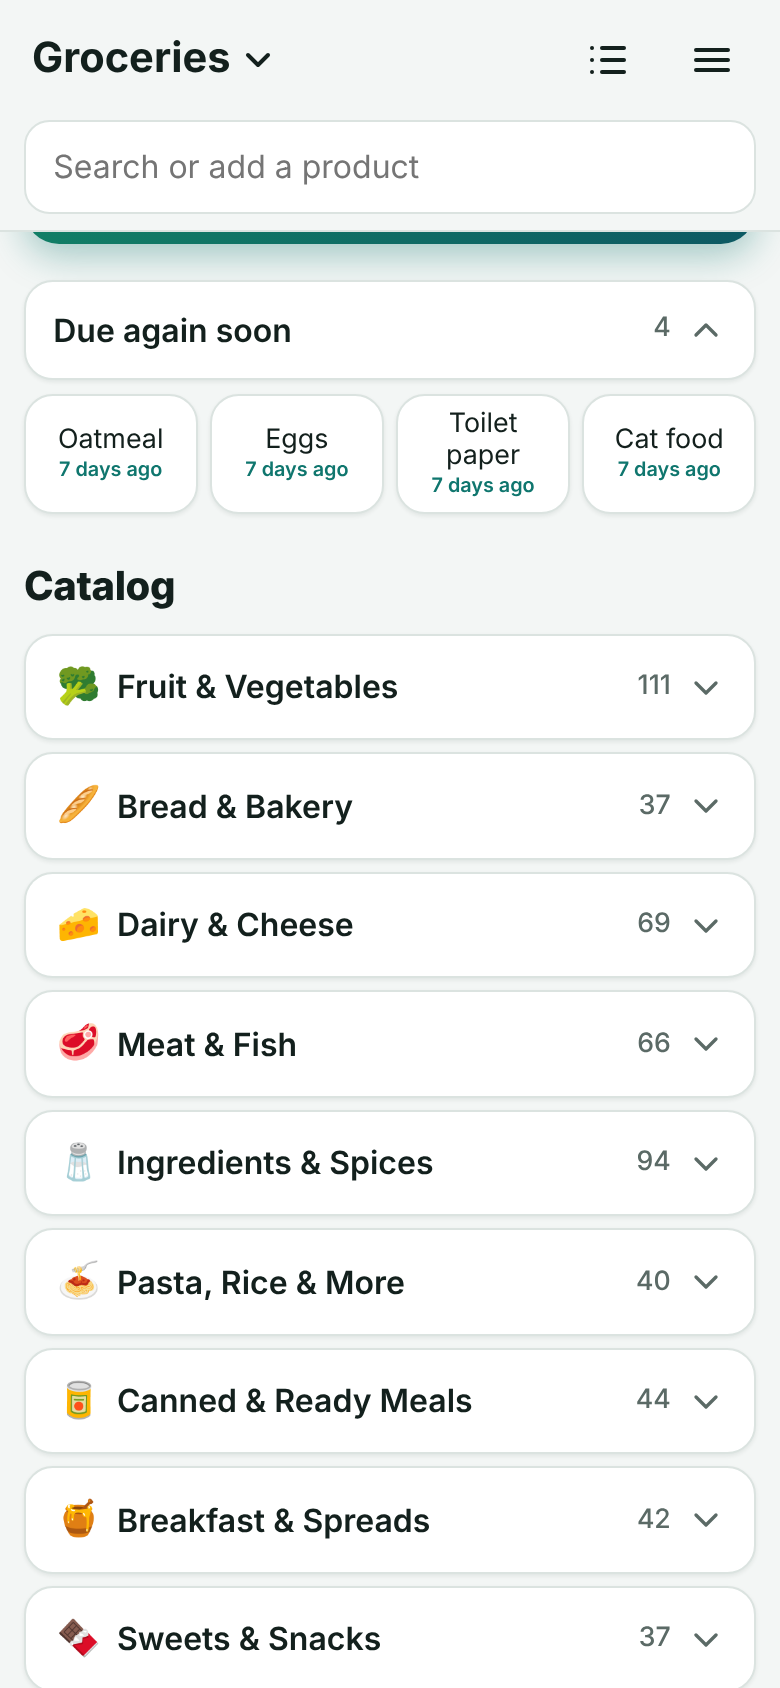 Groceries
Search or add a product
Due again soon 4
Oatmeal
7 days ago
Eggs
7 days ago
Toilet
paper
7 days ago
Cat food
7 days ago
Catalog
Fruit & Vegetables 111
Bread & Bakery 37
Dairy & Cheese 69
Meat & Fish 66
Ingredients & Spices 94
Pasta, Rice & More 40
Canned & Ready Meals 44
Breakfast & Spreads 42
Sweets & Snacks 37